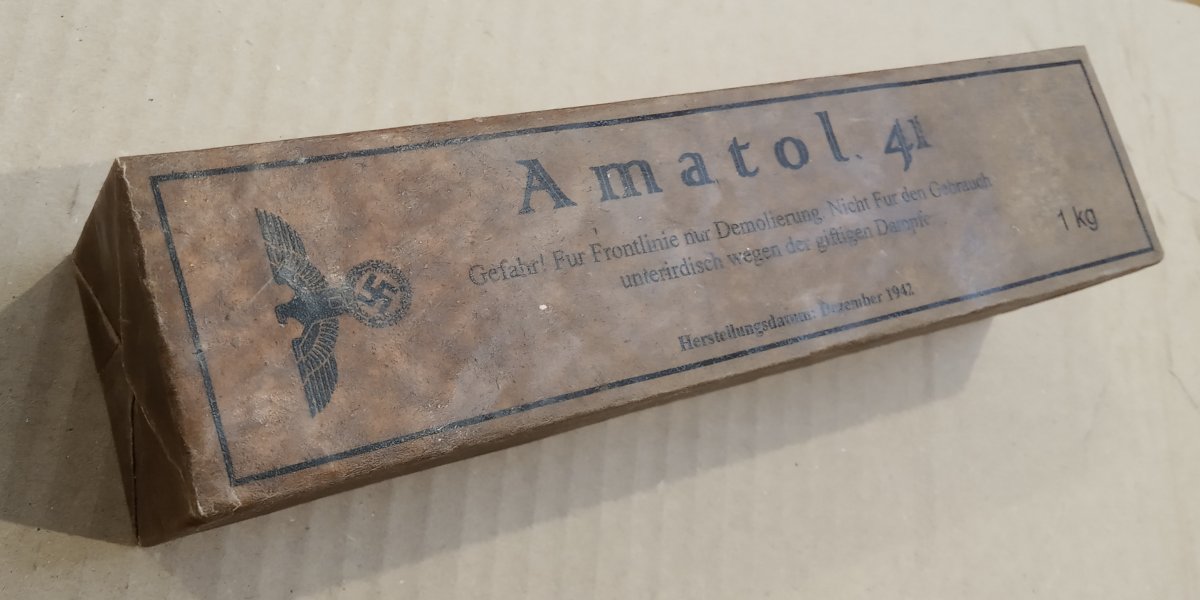 Amatol 41
Gefahr! Fur Frontlinie nur Demolierung. Nicht Fur den Gebrauch
unterirdisch wegen der giftigen Dampfe
1 kg
Herstellungsdatum: Dezember 1942